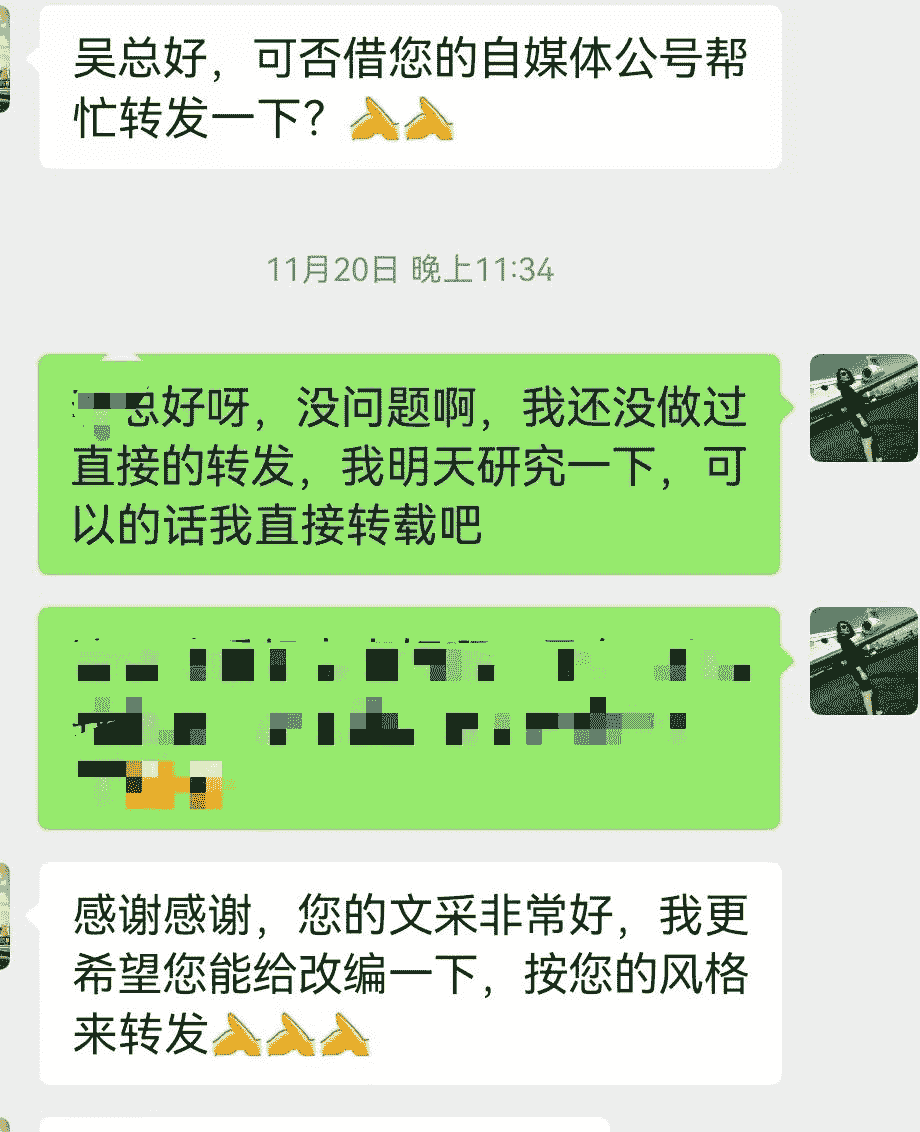 吴总好，可否借您的自媒体公号帮
忙转发一下？
11月20日 晚上11:34
总好呀，没问题啊，我还没做过
直接的转发，我明天研究一下，可
以的话我直接转载吧
感谢感谢，您的文采非常好，我更
希望您能给改编一下，按您的风格
来转发